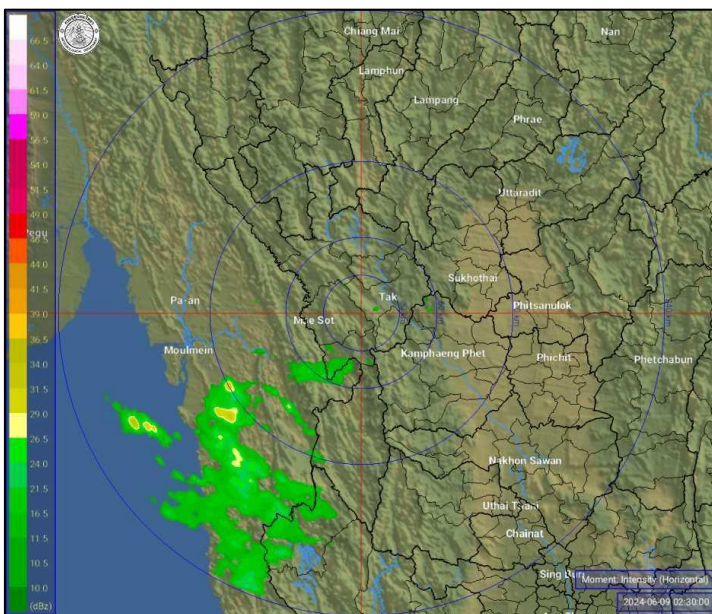 66.5
64.0
61.5
59.0
56.5
54.0
51.5
49.0
46.5
44.0
41.5
39.0
36.5
34.0
31.5
29.0
26.5
24.0
21.5
19.0
16.5
11.5
10.5
10.0
(dBz)
Chiang Mai
Nan
Lamphun
Lampang
Phrae
Uttaradit
Sukhothai
Tak
Pa-an
Mae Sot
Phitsanulok
Moulmein
Kamphaeng Phet
Phichit
Phetchabun
Nakhon Sawan
Uthai Thani
Chainat
Sing Buri
Moment: Intensity (Horizontal)
2024-06-09 02:30:00